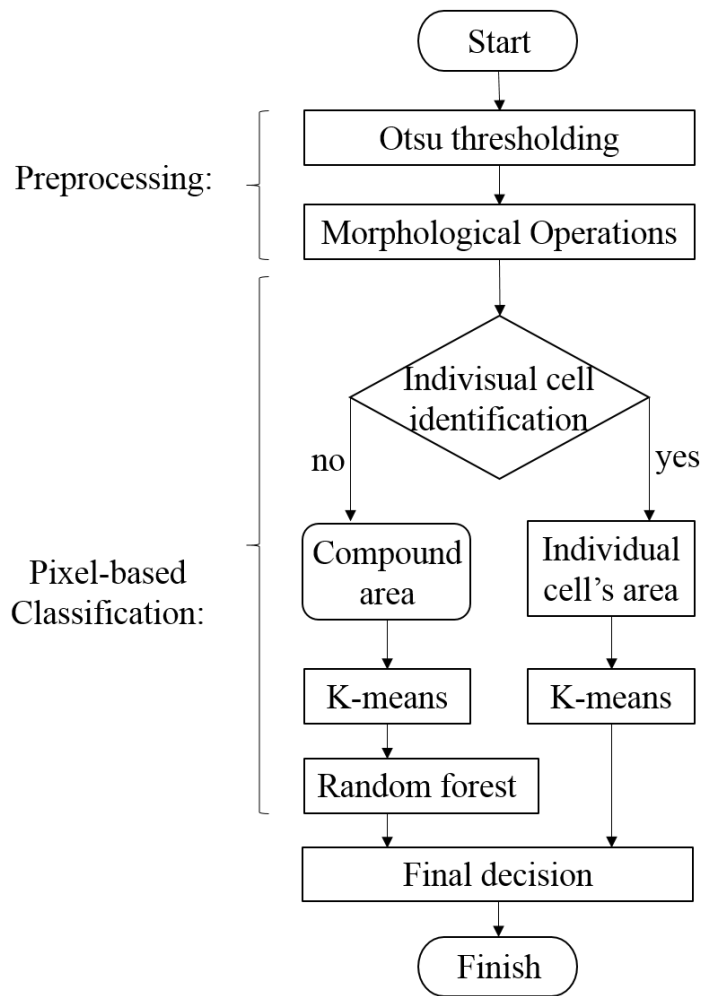 Start
Otsu thresholding
Preprocessing:
Morphological Operations
Indivisual cell
identification
no
yes
Compound
area
Individual
cell’s area
Pixel-based
Classification:
K-means
K-means
Random forest
Final decision
Finish